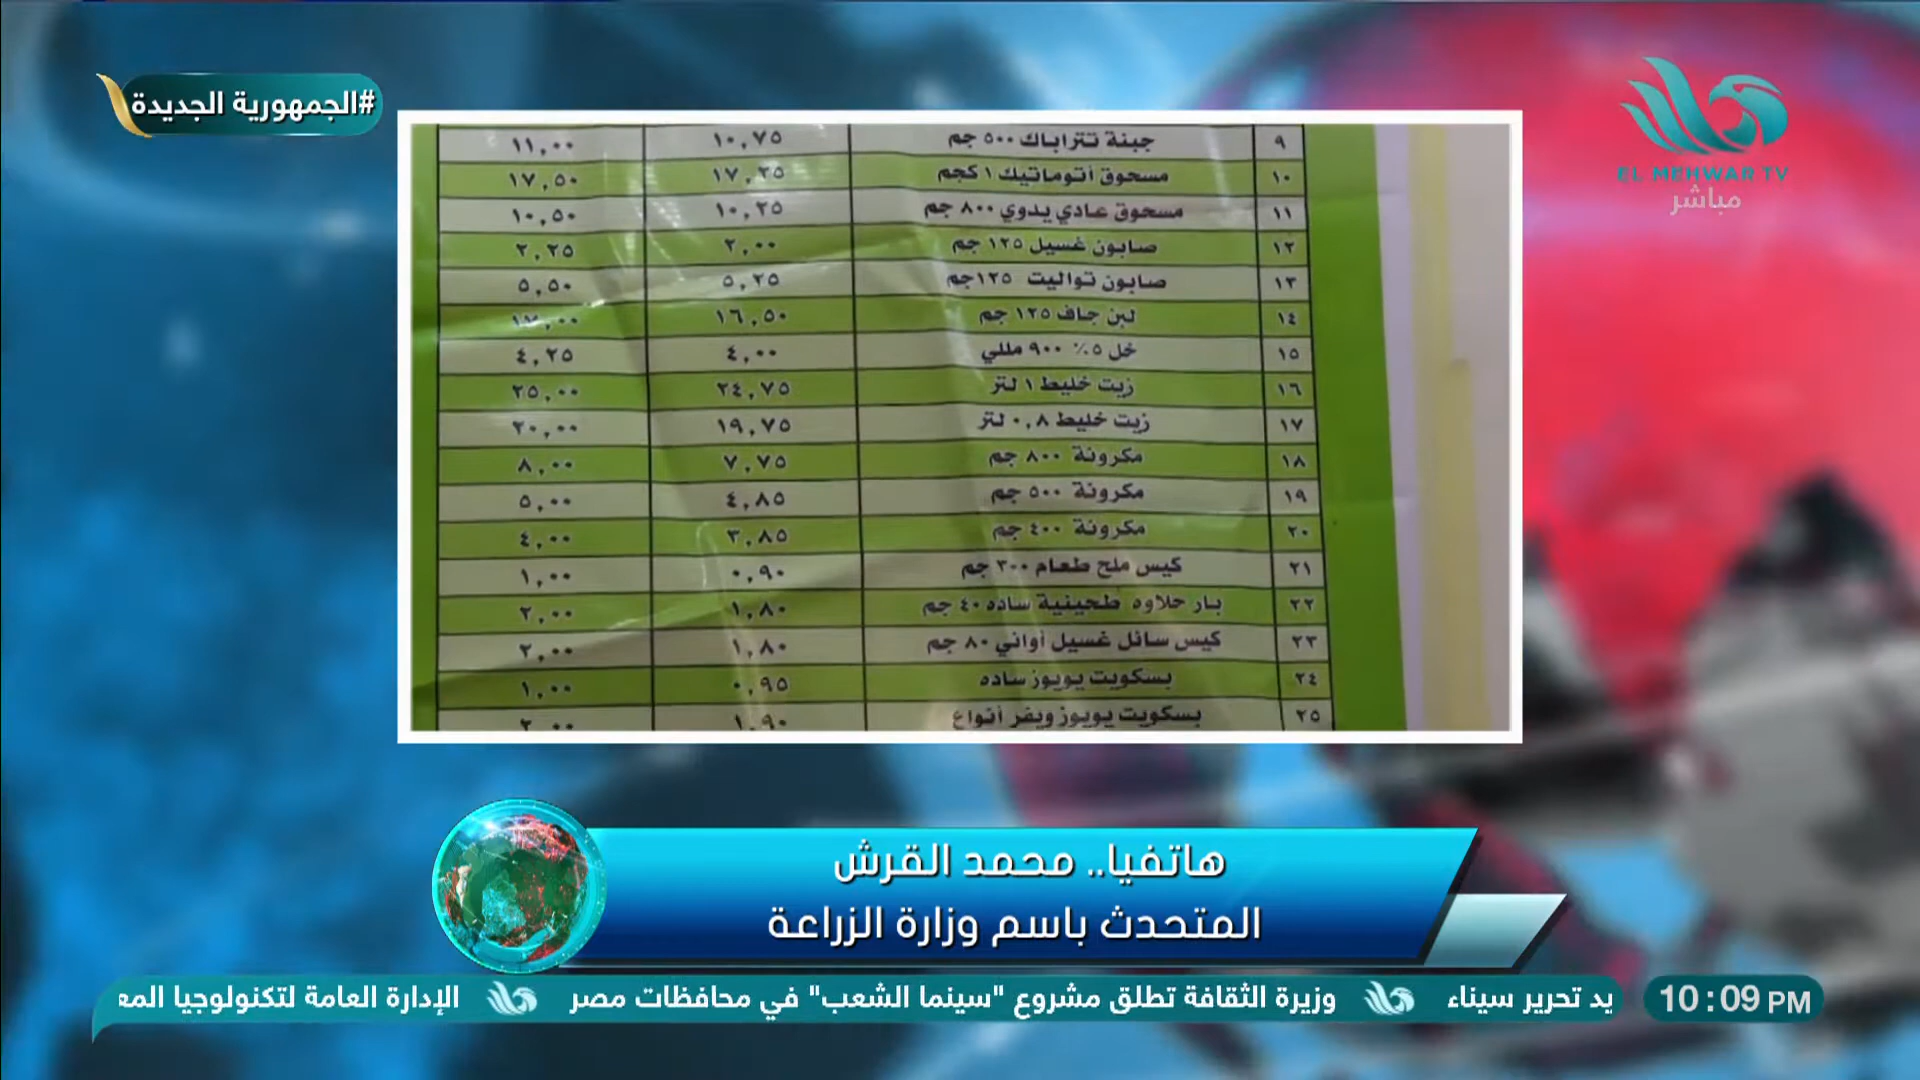 #الجمهورية الجديدة
EL MEHWAR TV
مباشر
٩ جبنة تتراباك ٥٠٠ جم ١٠,٧٥ ١١,٠٠
١٠ مسحوق أتوماتيك ١ كجم ١٧,٢٥ ١٧,٥٠
١١ مسحوق عادي يدوي ٨٠٠ جم ١٠,٢٥ ١٠,٥٠
١٢ صابون غسيل ١٢٥ جم ٢,٠٠ ٢,٢٥
١٣ صابون تواليت ١٢٥جم ٥,٢٥ ٥,٥٠
١٤ لبن جاف ١٢٥ جم ١٦,٥٠ ١٧,٠٠
١٥ خل ٥٪ ٩٠٠ مللي ٤,٠٠ ٤,٢٥
١٦ زيت خليط ١ لتر ٢٤,٧٥ ٢٥,٠٠
١٧ زيت خليط ٠,٨ لتر ١٩,٧٥ ٢٠,٠٠
١٨ مكرونة ٨٠٠ جم ٧,٧٥ ٨,٠٠
١٩ مكرونة ٥٠٠ جم ٤,٨٥ ٥,٠٠
٢٠ مكرونة ٤٠٠ جم ٣,٨٥ ٤,٠٠
٢١ كيس ملح طعام ٣٠٠ جم ٠,٩٠ ١,٠٠
٢٢ بار حلاوه طحينية ساده ٤٠ جم ١,٨٠ ٢,٠٠
٢٣ كيس سائل غسيل أواني ٨٠ جم ١,٨٠ ٢,٠٠
٢٤ بسكويت يويوز ساده ٠,٩٥ ١,٠٠
٢٥ بسكويت يويوز ويفر أنواع ١,٩٠ ٢,٠٠
هاتفيا.. محمد القرش
المتحدث باسم وزارة الزراعة
يد تحرير سيناء وزيرة الثقافة تطلق مشروع "سينما الشعب" في محافظات مصر الإدارة العامة لتكنولوجيا المع
10:09 PM